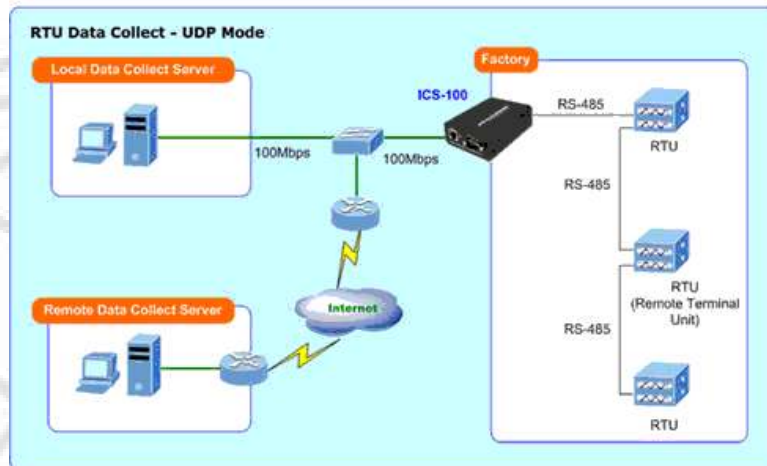 RTU Data Collect - UDP Mode
Local Data Collect Server
Factory
ICS-100
RS-485
100Mbps
100Mbps
RTU
RS-485
Internet
RTU
(Remote Terminal
Unit)
Remote Data Collect Server
RS-485
RTU